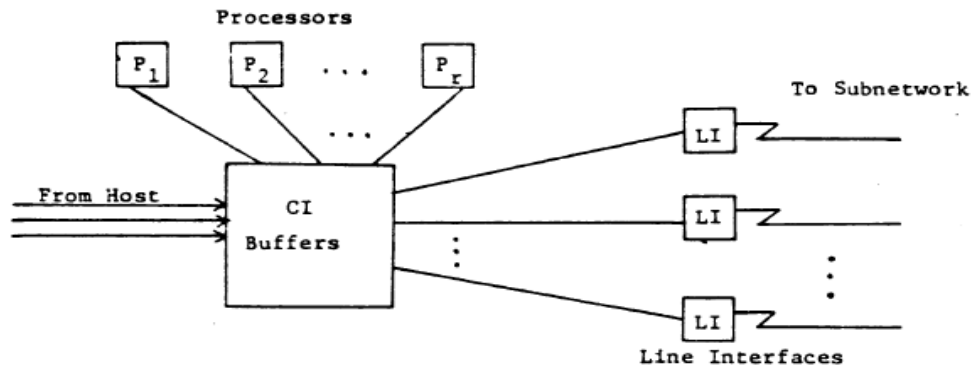 Processors
P1 P2 ... Pr
...
To Subnetwork
LI
From Host
CI
LI
Buffers
LI
Line Interfaces